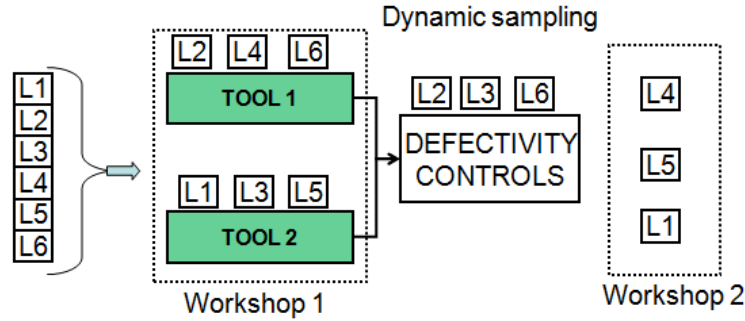 Dynamic sampling
L1
L2
L3
L4
L5
L6
L2 L4 L6
TOOL 1
L1 L3 L5
TOOL 2
Workshop 1
L2 L3 L6
DEFECTIVITY
CONTROLS
L4
L5
L1
Workshop 2